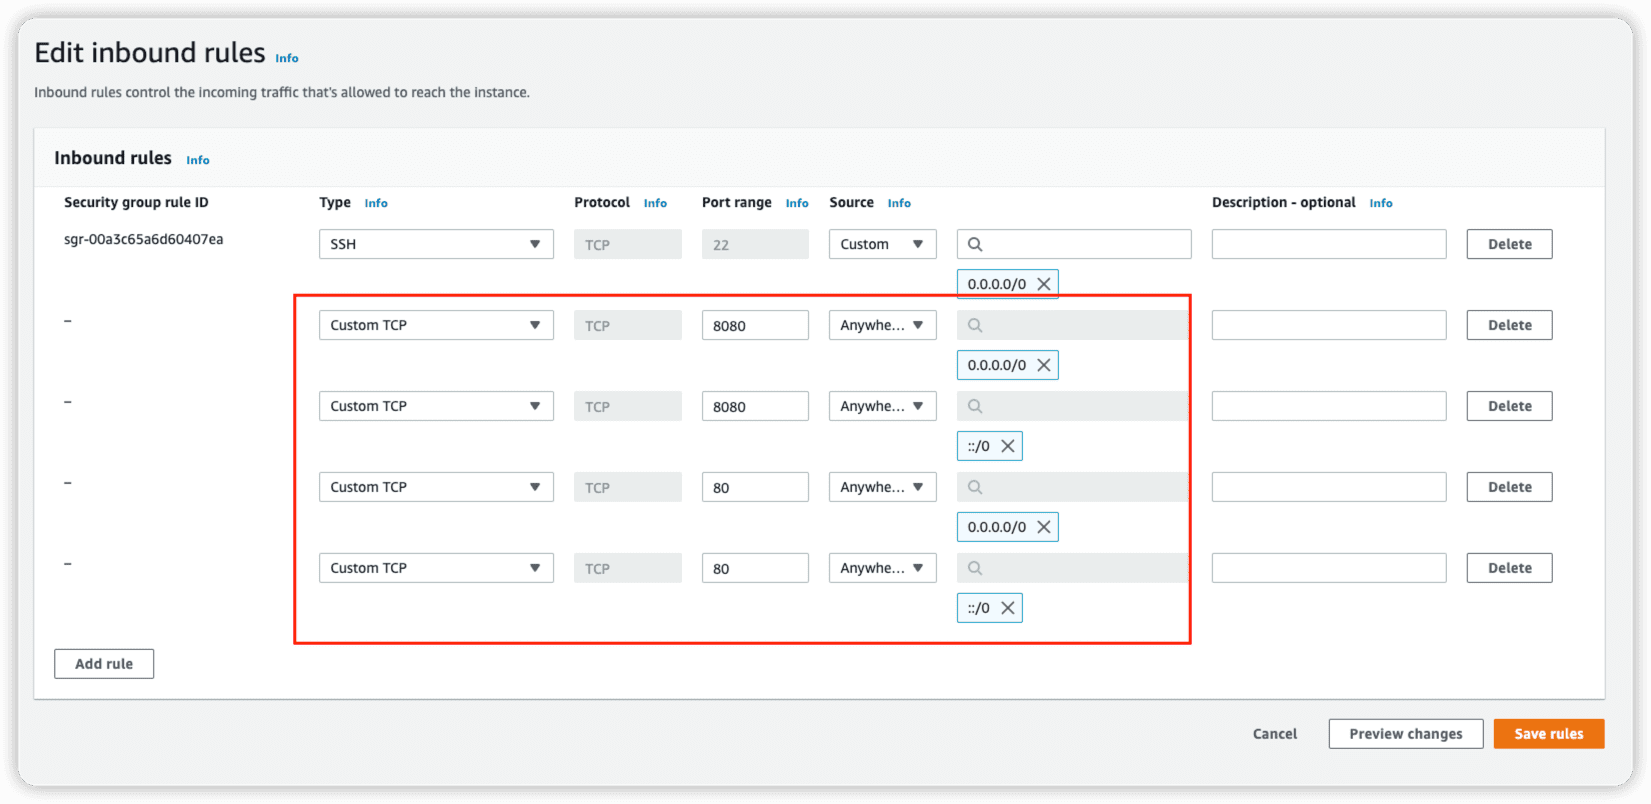 Edit inbound rules Info
Inbound rules control the incoming traffic that's allowed to reach the instance.
Inbound rules Info
Security group rule ID Type Info Protocol Info Port range Info Source Info Description - optional Info
sgr-00a3c65a6d60407ea SSH TCP 22 Custom Delete
0.0.0.0/0
– Custom TCP TCP 8080 Anywhe... Delete
0.0.0.0/0
– Custom TCP TCP 8080 Anywhe... Delete
::/0
– Custom TCP TCP 80 Anywhe... Delete
0.0.0.0/0
– Custom TCP TCP 80 Anywhe... Delete
::/0
Add rule
Cancel Preview changes Save rules